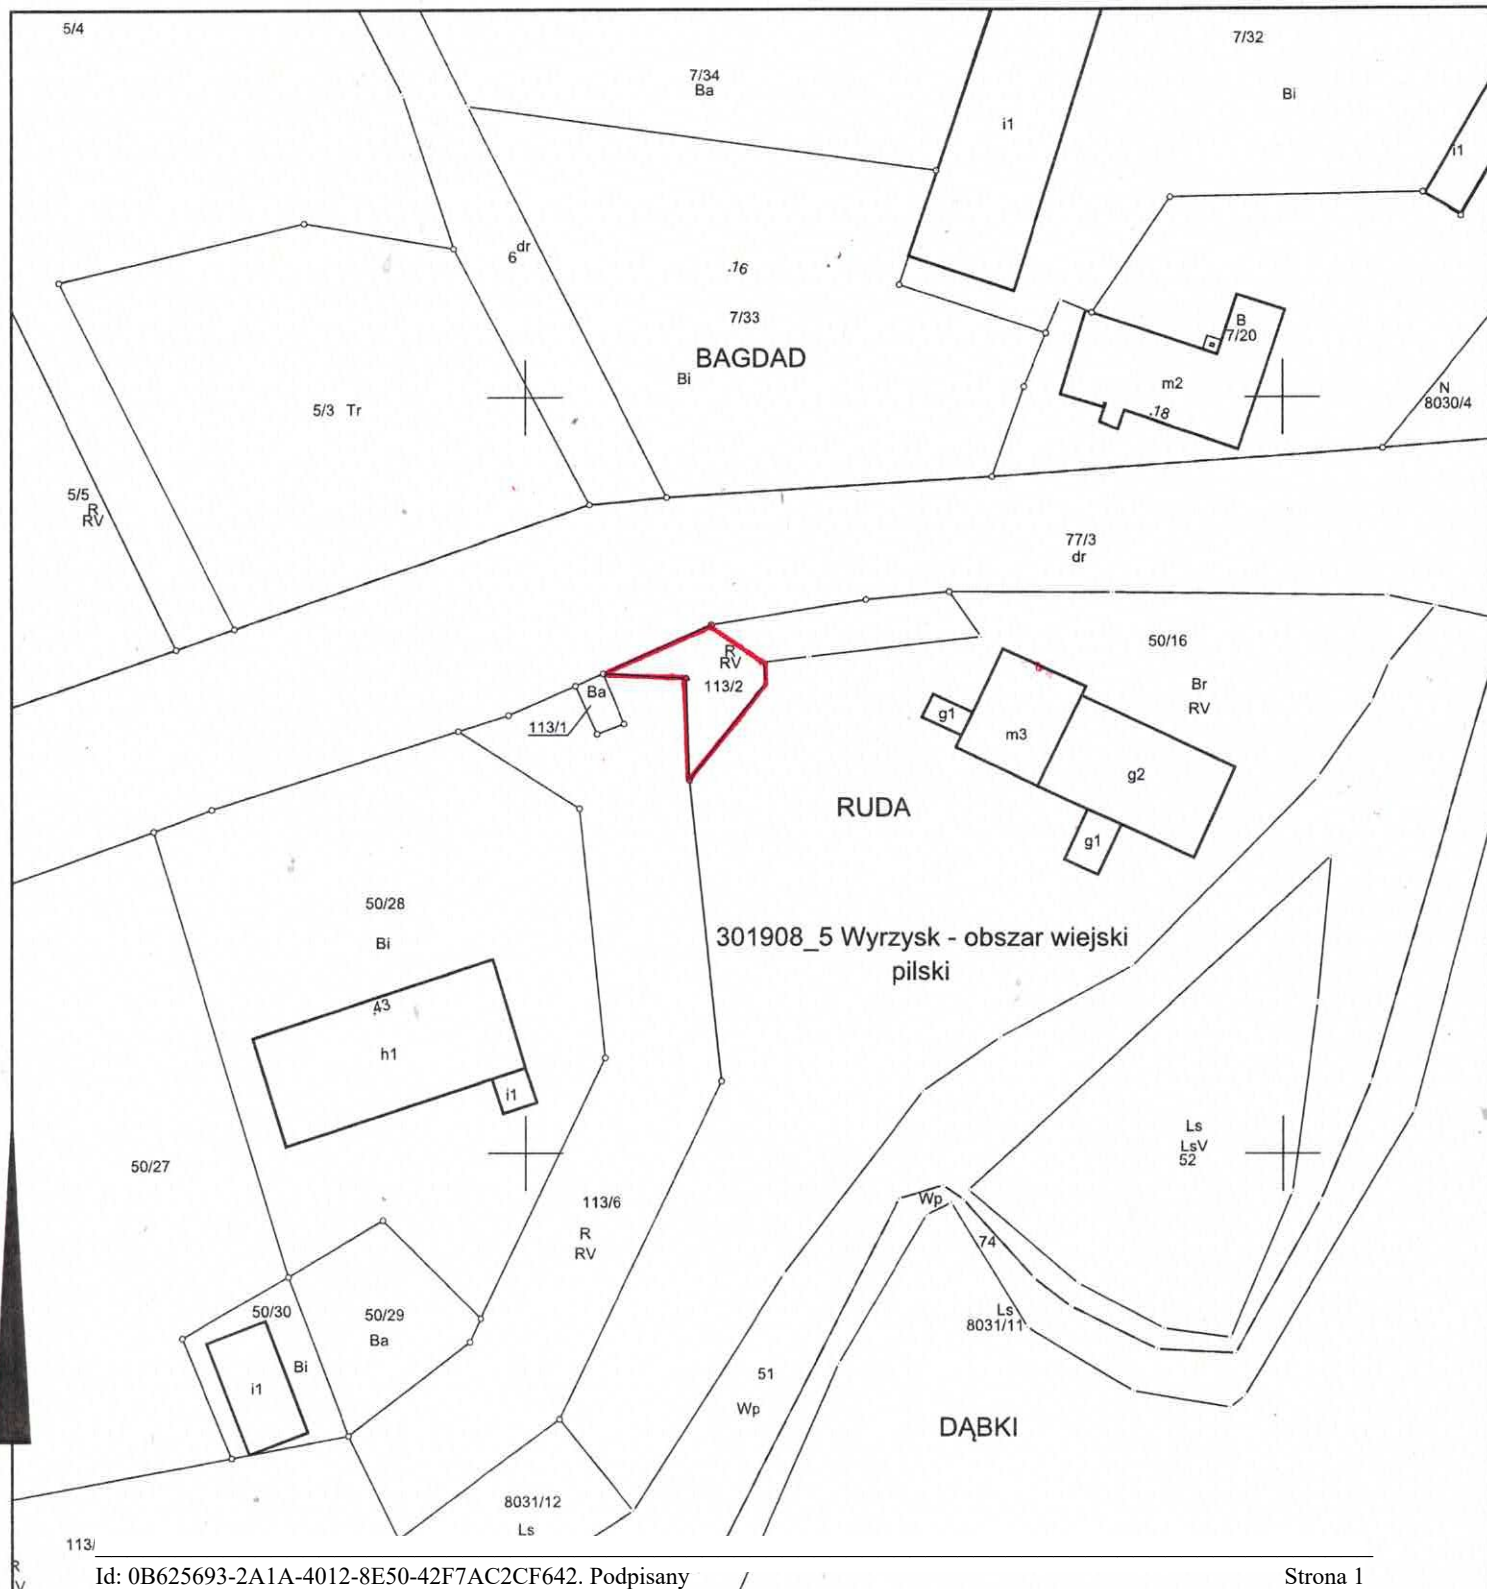 5/4
7/34
Ba
7/32
Bi
i1
i1
dr
6
.16
7/33
BAGDAD
Bi
B
7/20
m2
.18
N
8030/4
5/3 Tr
5/5
R
RV
77/3
dr
R
RV
113/2
Ba
113/1
50/16
Br
RV
g1
m3
g2
g1
RUDA
50/28
Bi
301908_5 Wyrzysk - obszar wiejski
pilski
.43
h1
i1
50/27
Ls
LsV
52
113/6
R
RV
Wp
74
50/30
50/29
Ba
Bi
i1
Ls
8031/11
51
Wp
DĄBKI
8031/12
Ls
113/
R
Id: 0B625693-2A1A-4012-8E50-42F7AC2CF642. Podpisany
Strona 1